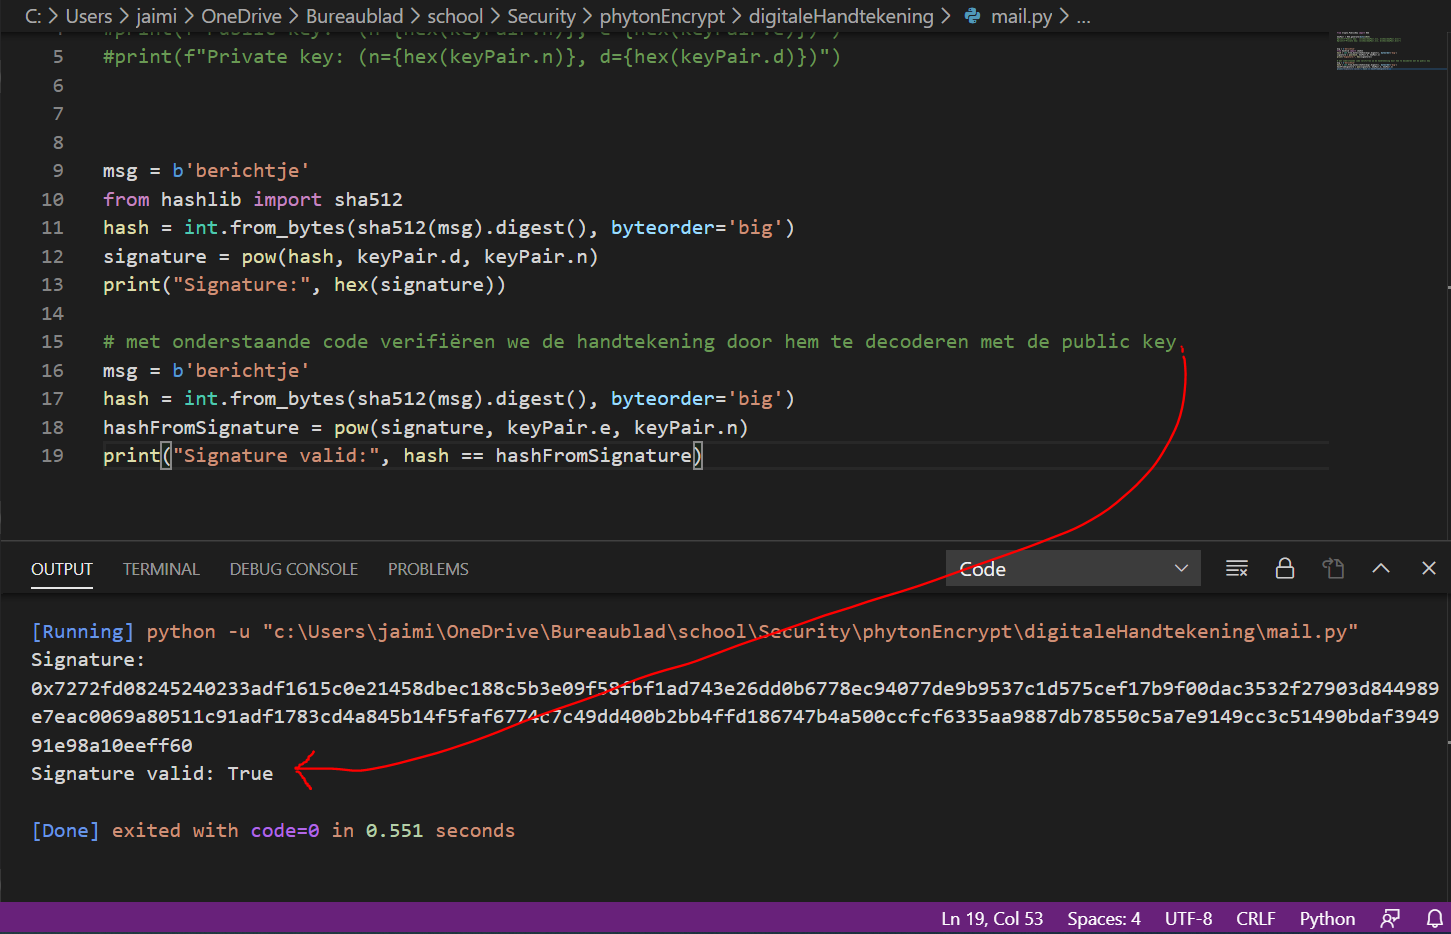 C: > Users > jaimi > OneDrive > Bureaublad > school > Security > phytonEncrypt > digitaleHandtekening > mail.py > ...
5 #print(f"Private key: (n={hex(keyPair.n)}, d={hex(keyPair.d)})")
6
7
8
9 msg = b'berichtje'
10 from hashlib import sha512
11 hash = int.from_bytes(sha512(msg).digest(), byteorder='big')
12 signature = pow(hash, keyPair.d, keyPair.n)
13 print("Signature:", hex(signature))
14
15 # met onderstaande code verifiëren we de handtekening door hem te decoderen met de public key
16 msg = b'berichtje'
17 hash = int.from_bytes(sha512(msg).digest(), byteorder='big')
18 hashFromSignature = pow(signature, keyPair.e, keyPair.n)
19 print("Signature valid:", hash == hashFromSignature)
OUTPUT TERMINAL DEBUG CONSOLE PROBLEMS Code
[Running] python -u "c:\Users\jaimi\OneDrive\Bureaublad\school\Security\phytonEncrypt\digitaleHandtekening\mail.py"
Signature:
0x7272fd08245240233adf1615c0e21458dbec188c5b3e09f58fbf1ad743e26dd0b6778ec94077de9b9537c1d575cef17b9f00dac3532f27903d844989
e7eac0069a80511c91adf1783cd4a845b14f5faf6774c7c49dd400b2bb4ffd186747b4a500ccfcf6335aa9887db78550c5a7e9149cc3c51490bdaf3949
91e98a10eeff60
Signature valid: True
[Done] exited with code=0 in 0.551 seconds
Ln 19, Col 53 Spaces: 4 UTF-8 CRLF Python